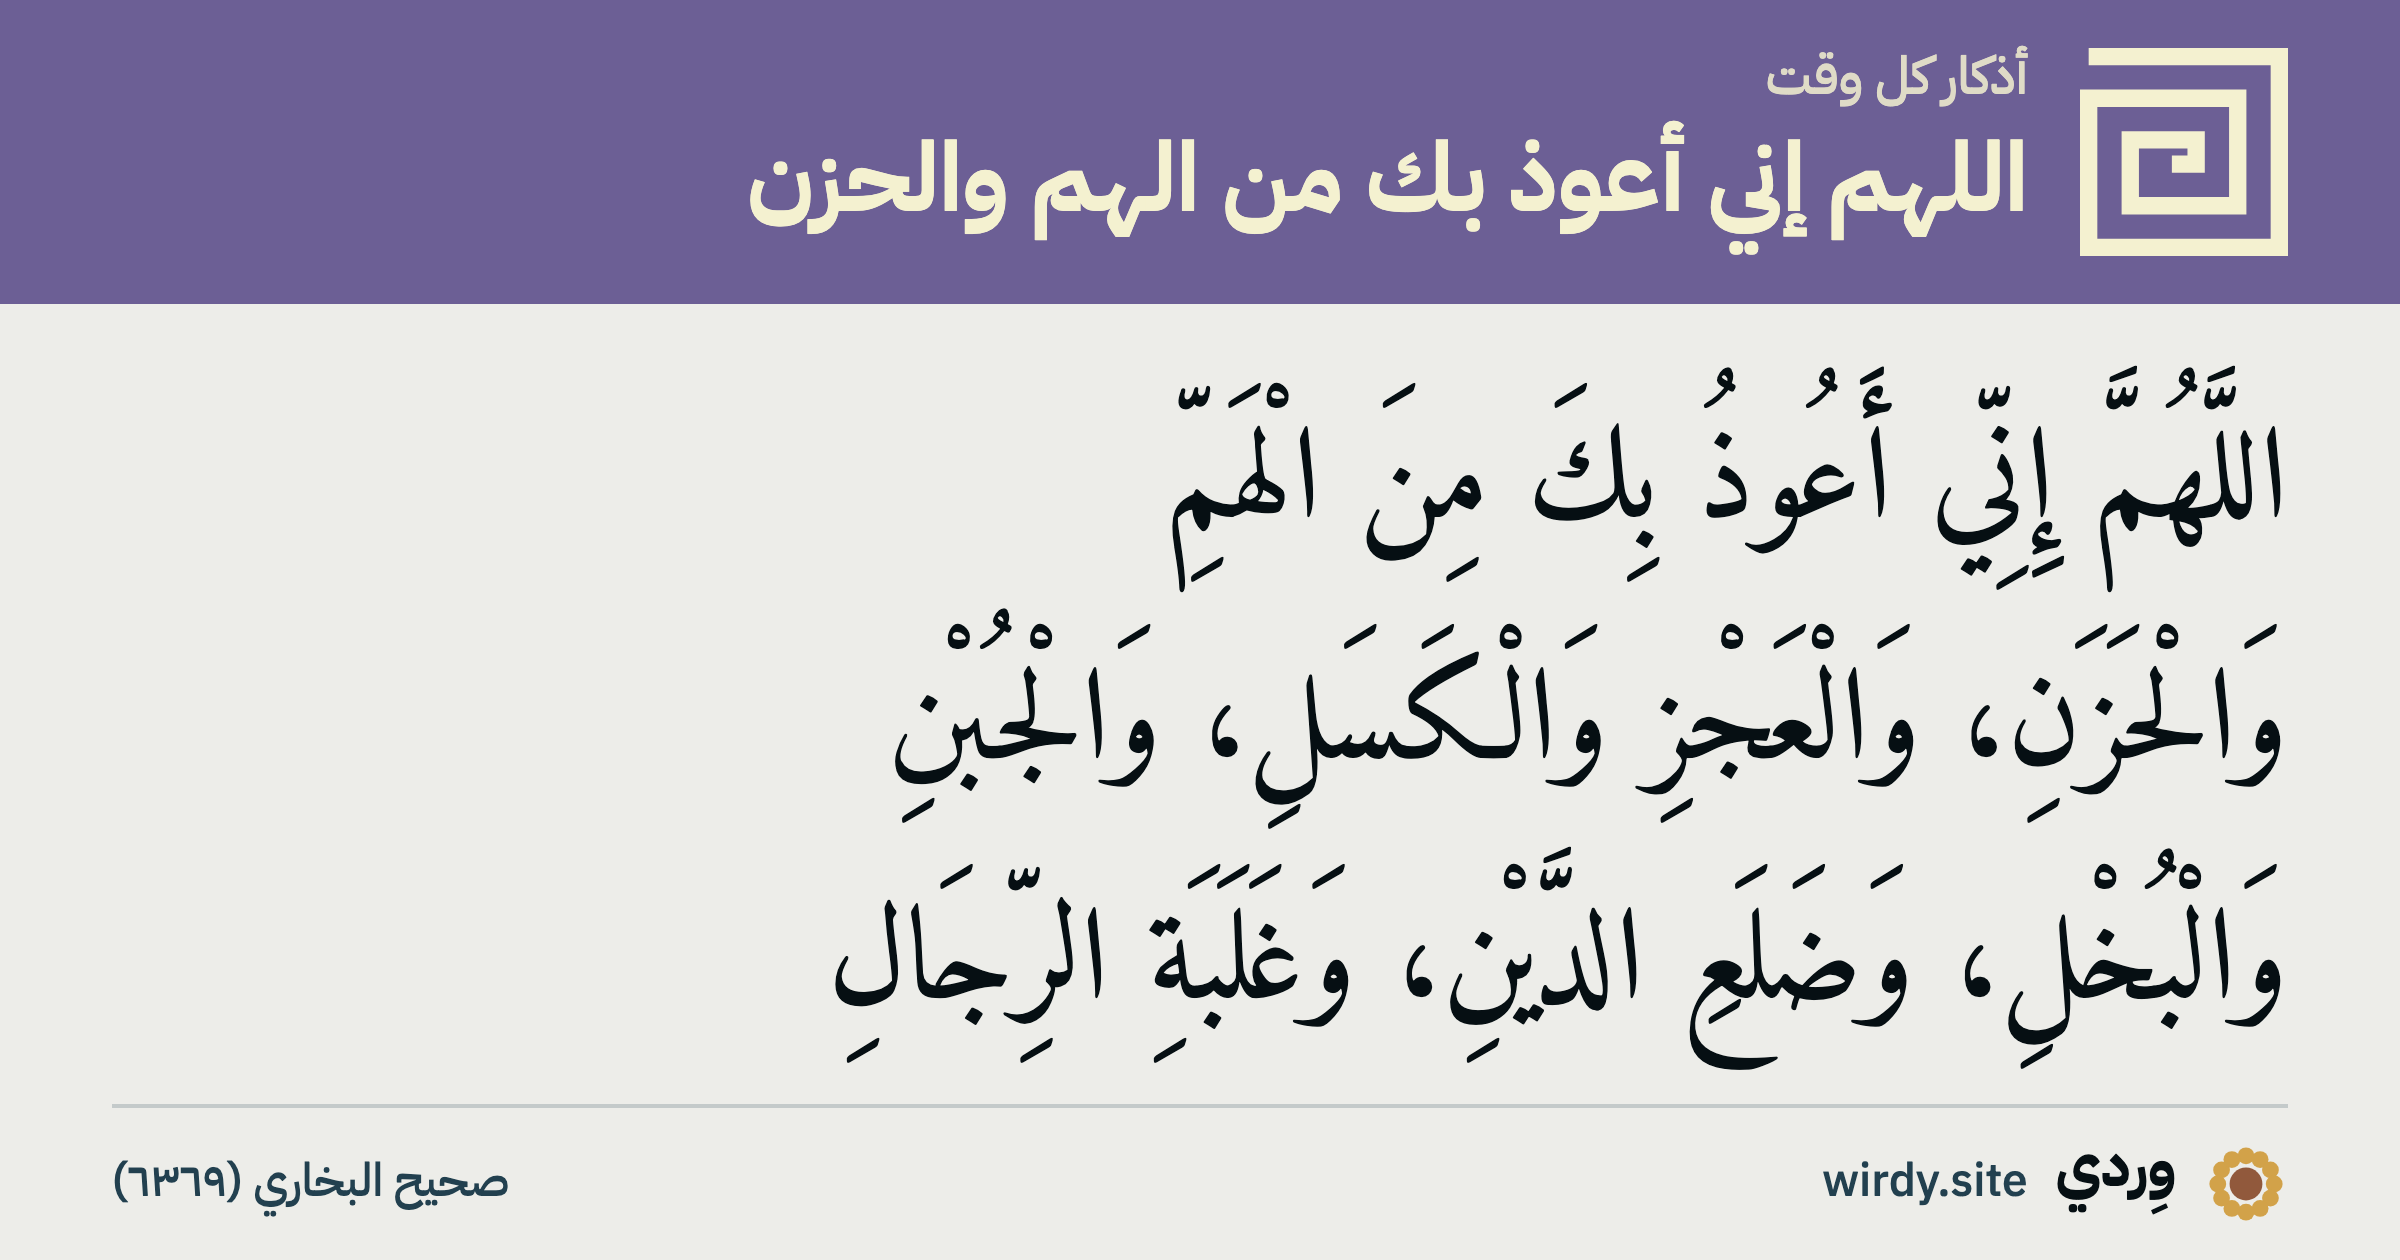 أذكار كل وقت
اللهم إني أعوذ بك من الهم والحزن
اللَّهُمَّ إِنِّي أَعُوذُ بِكَ مِنَ الْهَمِّ
وَالْحَزَنِ، وَالْعَجْزِ وَالْكَسَلِ، وَالْجُبْنِ
وَالْبُخْلِ، وَضَلَعِ الدَّيْنِ، وَغَلَبَةِ الرِّجَالِ
وِردي wirdy.site
صحيح البخاري (٦٣٦٩)